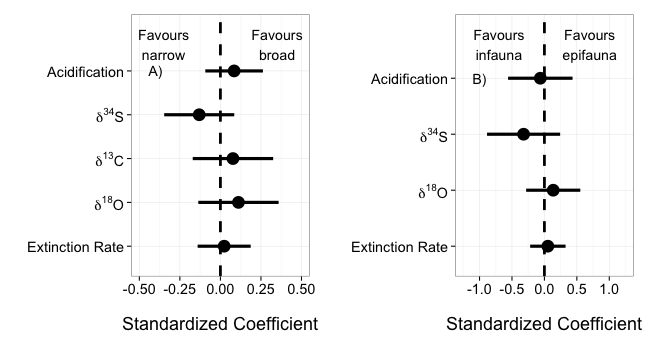 Favours Favours
narrow broad
Acidification A)
δ³⁴S
δ¹³C
δ¹⁸O
Extinction Rate
-0.50 -0.25 0.00 0.25 0.50
Standardized Coefficient
Favours Favours
infauna epifauna
Acidification B)
δ³⁴S
δ¹⁸O
Extinction Rate
-1.0 -0.5 0.0 0.5 1.0
Standardized Coefficient